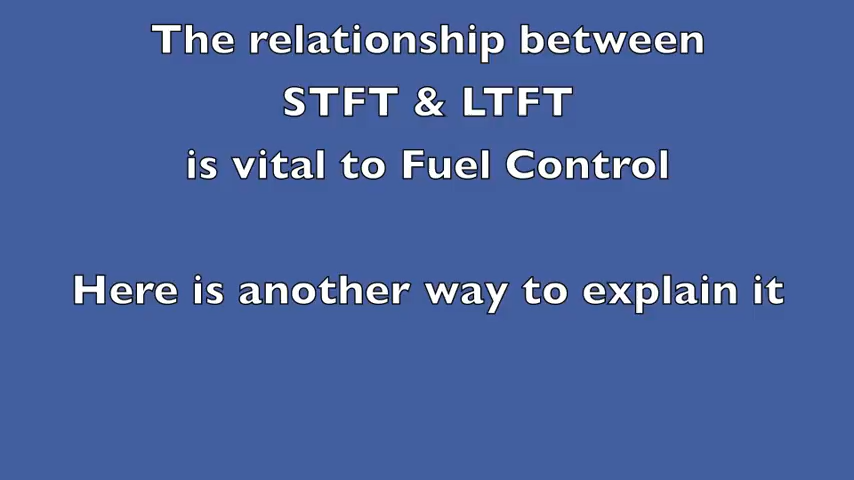 The relationship between
STFT & LTFT
is vital to Fuel Control
Here is another way to explain it